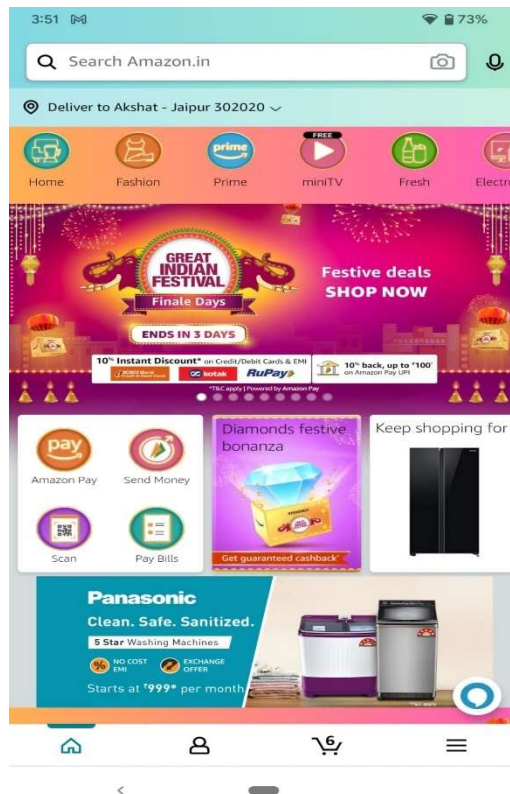 3:51 73%
Search Amazon.in
Deliver to Akshat - Jaipur 302020
prime
FREE
Home Fashion Prime miniTV Fresh Electr
GREAT
INDIAN
FESTIVAL
Finale Days
ENDS IN 3 DAYS
Festive deals
SHOP NOW
10% Instant Discount* on Credit/Debit Cards & EMI
ICICI Bank kotak RuPay
10% back, up to ₹100*
on Amazon Pay UPI
*T&C apply | Powered by Amazon Pay
pay
Amazon Pay Send Money
Scan Pay Bills
Diamonds festive
bonanza
Get guaranteed cashback*
Keep shopping for
Panasonic
Clean. Safe. Sanitized.
5 Star Washing Machines
% NO COST
EMI
EXCHANGE
OFFER
Starts at ₹999* per month
*T&C apply
6